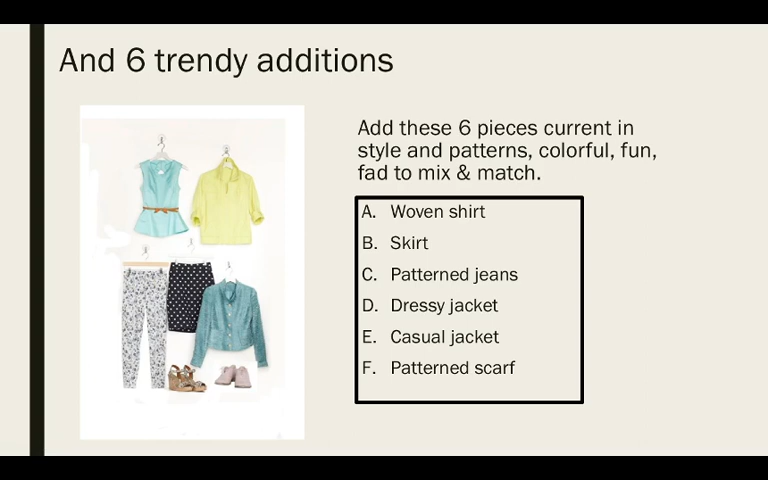 And 6 trendy additions
Add these 6 pieces current in
style and patterns, colorful, fun,
fad to mix & match.
A. Woven shirt
B. Skirt
C. Patterned jeans
D. Dressy jacket
E. Casual jacket
F. Patterned scarf